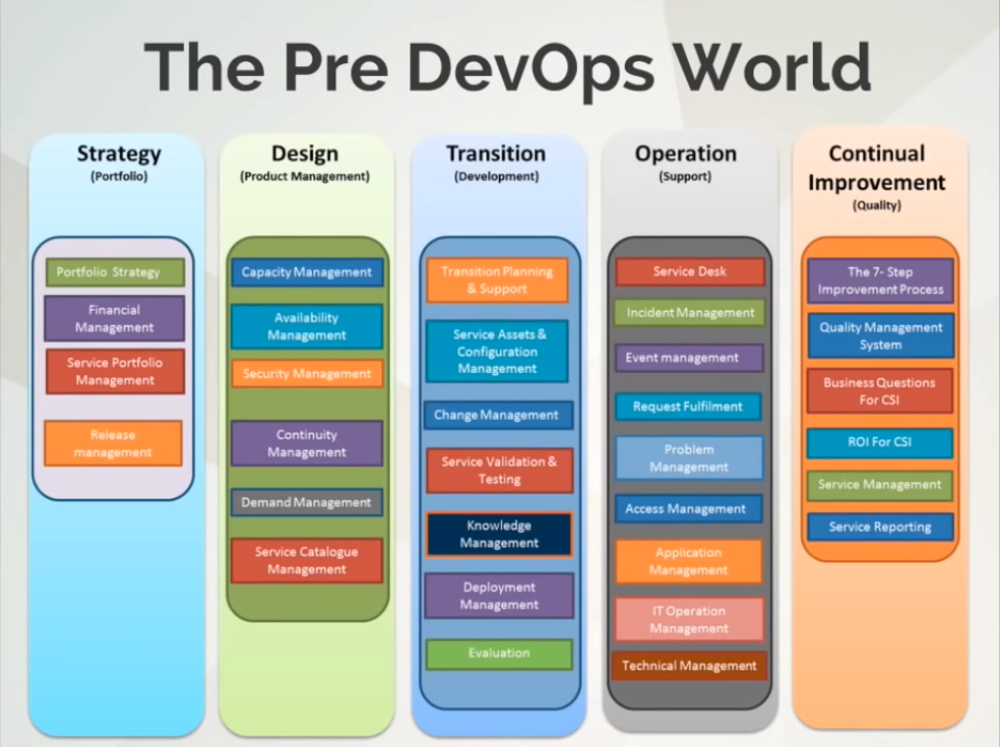 The Pre DevOps World
Strategy
(Portfolio)
Portfolio Strategy
Financial
Management
Service Portfolio
Management
Release
management
Design
(Product Management)
Capacity Management
Availability
Management
Security Management
Continuity
Management
Demand Management
Service Catalogue
Management
Transition
(Development)
Transition Planning
& Support
Service Assets &
Configuration
Management
Change Management
Service Validation &
Testing
Knowledge
Management
Deployment
Management
Evaluation
Operation
(Support)
Service Desk
Incident Management
Event management
Request Fulfilment
Problem
Management
Access Management
Application
Management
IT Operation
Management
Technical Management
Continual
Improvement
(Quality)
The 7- Step
Improvement Process
Quality Management
System
Business Questions
For CSI
ROI For CSI
Service Management
Service Reporting